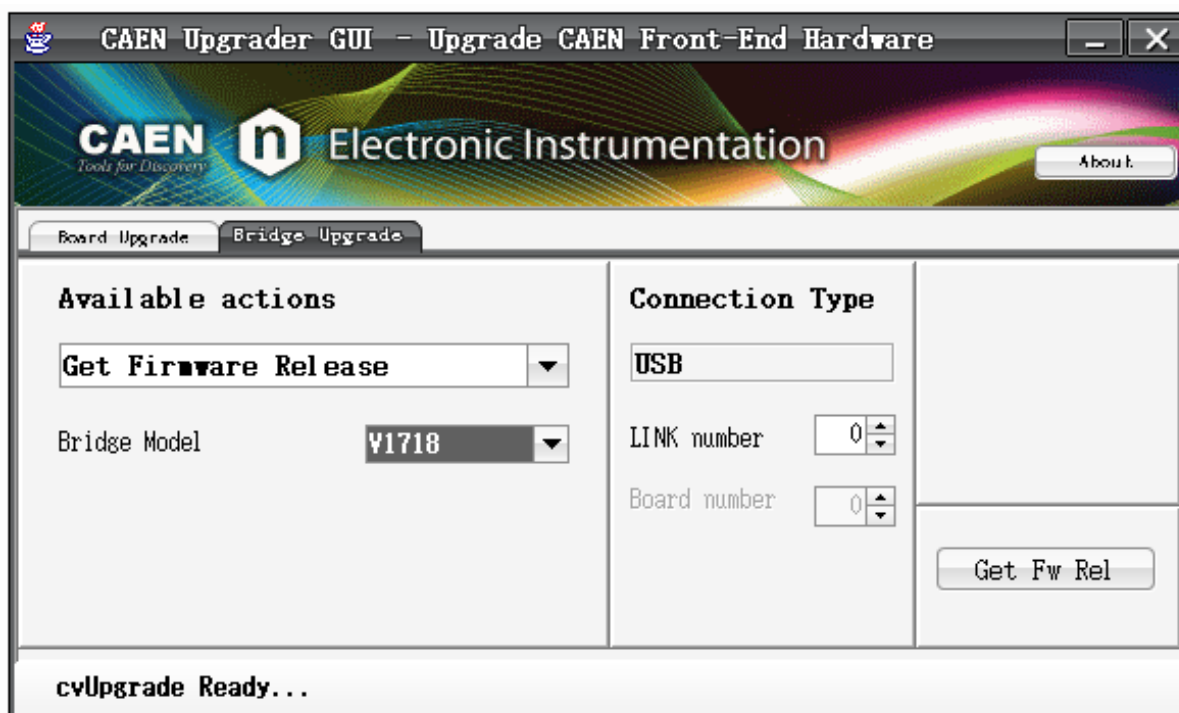 CAEN Upgrader GUI - Upgrade CAEN Front-End Hardware
CAEN
Tools for Discovery
n Electronic Instrumentation
About
Board Upgrade
Bridge Upgrade
Available actions
Get Firmware Release
Bridge Model
V1718
Connection Type
USB
LINK number
0
Board number
0
Get Fw Rel
cvUpgrade Ready...